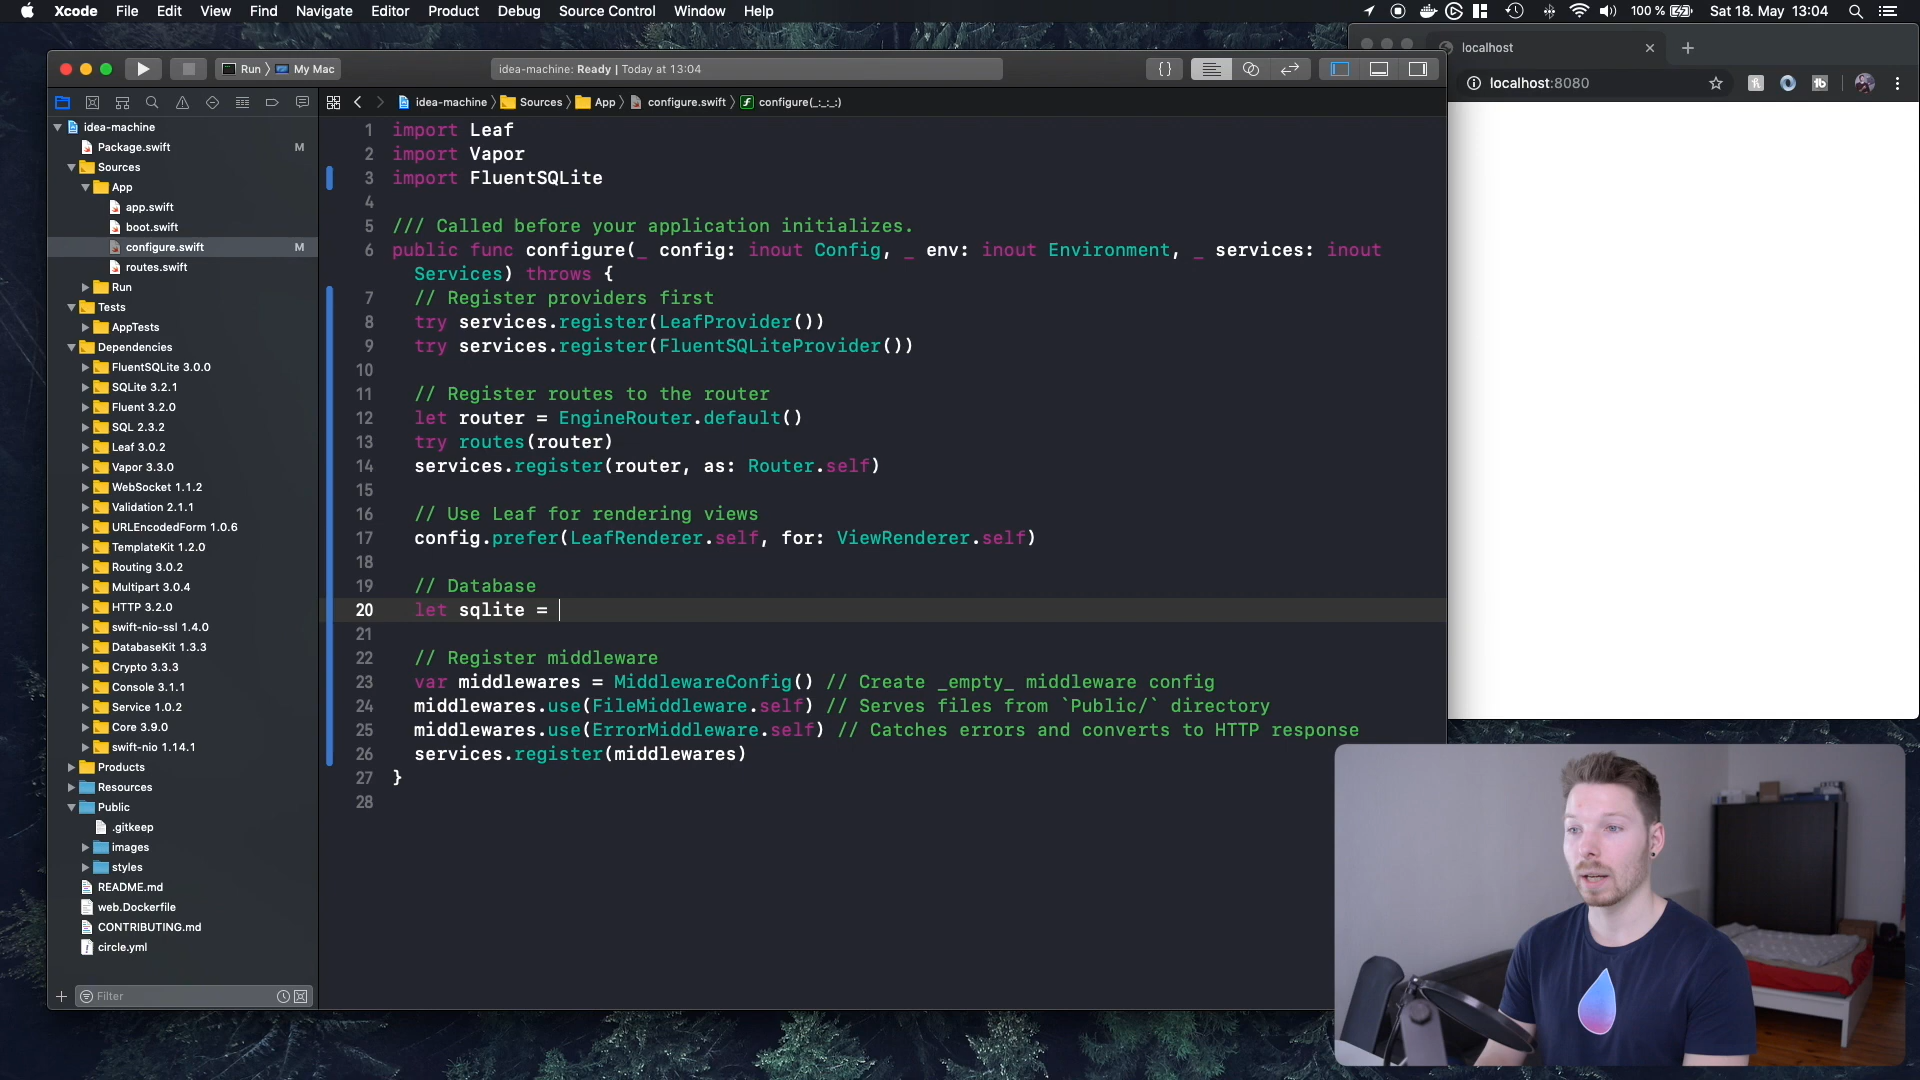 Xcode File Edit View Find Navigate Editor Product Debug Source Control Window Help
100 % Sat 18. May 13:04
localhost
Run My Mac
idea-machine: Ready | Today at 13:04
localhost:8080
idea-machine Sources App configure.swift configure(_:_:_:)
idea-machine
Package.swift M
Sources
App
app.swift
boot.swift
configure.swift M
routes.swift
Run
Tests
AppTests
Dependencies
FluentSQLite 3.0.0
SQLite 3.2.1
Fluent 3.2.0
SQL 2.3.2
Leaf 3.0.2
Vapor 3.3.0
WebSocket 1.1.2
Validation 2.1.1
URLEncodedForm 1.0.6
TemplateKit 1.2.0
Routing 3.0.2
Multipart 3.0.4
HTTP 3.2.0
swift-nio-ssl 1.4.0
DatabaseKit 1.3.3
Crypto 3.3.3
Console 3.1.1
Service 1.0.2
Core 3.9.0
swift-nio 1.14.1
Products
Resources
Public
.gitkeep
images
styles
README.md
web.Dockerfile
CONTRIBUTING.md
circle.yml
Filter
1 import Leaf
2 import Vapor
3 import FluentSQLite
4
5 /// Called before your application initializes.
6 public func configure(_ config: inout Config, _ env: inout Environment, _ services: inout
Services) throws {
7 // Register providers first
8 try services.register(LeafProvider())
9 try services.register(FluentSQLiteProvider())
10
11 // Register routes to the router
12 let router = EngineRouter.default()
13 try routes(router)
14 services.register(router, as: Router.self)
15
16 // Use Leaf for rendering views
17 config.prefer(LeafRenderer.self, for: ViewRenderer.self)
18
19 // Database
20 let sqlite =
21
22 // Register middleware
23 var middlewares = MiddlewareConfig() // Create _empty_ middleware config
24 middlewares.use(FileMiddleware.self) // Serves files from `Public/` directory
25 middlewares.use(ErrorMiddleware.self) // Catches errors and converts to HTTP response
26 services.register(middlewares)
27 }
28